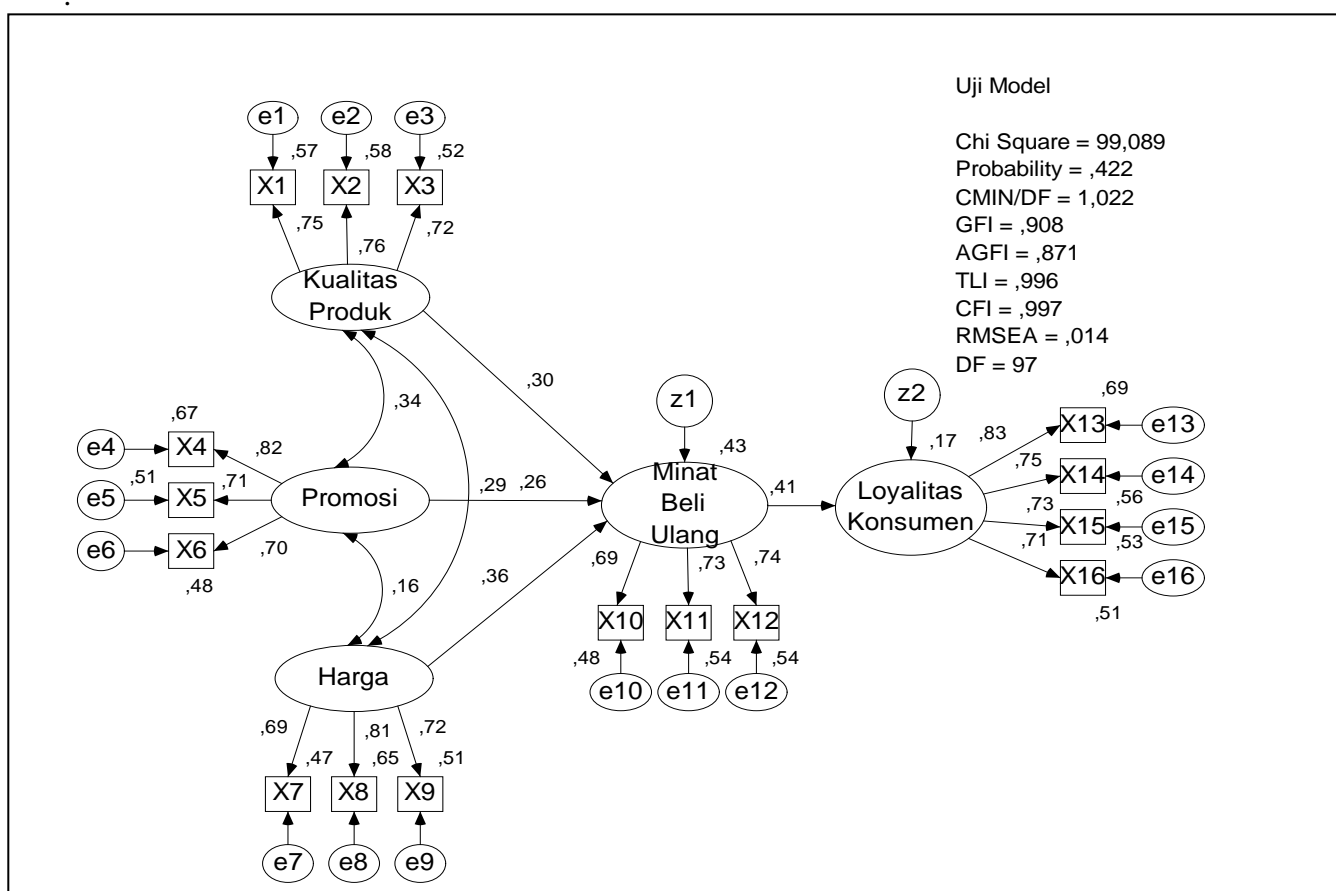 Uji Model
Chi Square = 99,089
Probability = ,422
CMIN/DF = 1,022
GFI = ,908
AGFI = ,871
TLI = ,996
CFI = ,997
RMSEA = ,014
DF = 97
e1 e2 e3
,57 ,58 ,52
X1 X2 X3
,75 ,76 ,72
Kualitas
Produk
,34 ,29 ,30
,67
e4 X4 ,82
,51
e5 X5 ,71
e6 X6 ,70
,48
Promosi
,26
,16
,36
Harga
,69 ,81 ,72
,47 ,65 ,51
X7 X8 X9
e7 e8 e9
z1
,43
Minat
Beli
Ulang
,69 ,73 ,74
X10 X11 X12
,48 ,54 ,54
e10 e11 e12
,41
z2
,17
Loyalitas
Konsumen
,69
,83 X13 e13
,75 X14 e14
,56
,73 X15 e15
,53
,71 X16 e16
,51